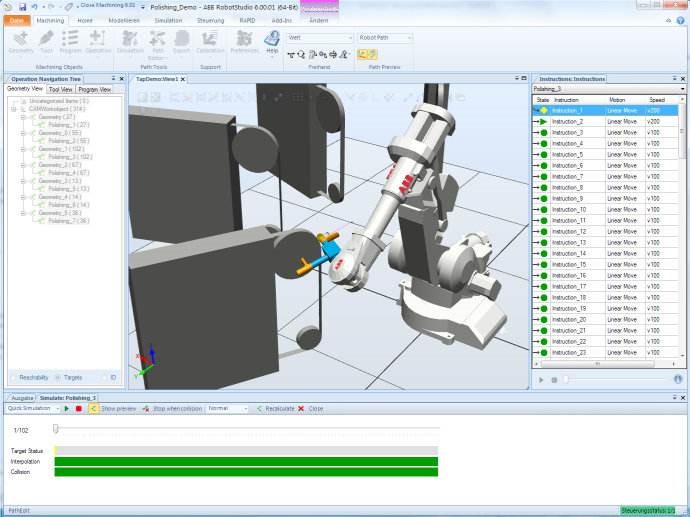 Close Machining 6.01
Polishing_Demo - ABB RobotStudio 6.00.01 (64-Bit)
Datei Machining Home Modellieren Simulation Steuerung RAPID Add-Ins Ändern
Geometry Tool Program Operation Simulation Path Editor Export Calibration Preferences Help
Wert Robot Path
Machining Objects Path Tools Support Freehand Path Preview
Operation Navigation Tree
Geometry View Tool View Program View
Uncategorized Items ( 0 )
CAMWorkobject ( 314 )
Geometry ( 27 )
Polishing_1 ( 27 )
Geometry_0 ( 55 )
Polishing_2 ( 55 )
Geometry_1 ( 102 )
Polishing_3 ( 102 )
Geometry_2 ( 67 )
Polishing_4 ( 67 )
Geometry_3 ( 13 )
Polishing_5 ( 13 )
Geometry_4 ( 14 )
Polishing_6 ( 14 )
Geometry_5 ( 36 )
Polishing_7 ( 36 )
Reachability Targets ID
TapDemo:View1
ABB
ABB
Instructions: Instructions
Polishing_3
State Instruction Motion Speed
Instruction_1 Linear Move v200
Instruction_2 Linear Move v200
Instruction_3 Linear Move v100
Instruction_4 Linear Move v100
Instruction_5 Linear Move v100
Instruction_6 Linear Move v100
Instruction_7 Linear Move v100
Instruction_8 Linear Move v100
Instruction_9 Linear Move v100
Instruction_10 Linear Move v100
Instruction_11 Linear Move v100
Instruction_12 Linear Move v100
Instruction_13 Linear Move v100
Instruction_14 Linear Move v100
Instruction_15 Linear Move v100
Instruction_16 Linear Move v100
Instruction_17 Linear Move v100
Instruction_18 Linear Move v100
Instruction_19 Linear Move v100
Instruction_20 Linear Move v100
Instruction_21 Linear Move v100
Instruction_22 Linear Move v100
Instruction_23 Linear Move v100
Ausgabe Simulate: Polishing_3
Quick Simulation Show preview Stop when collision Normal Recalculate Close
1/102
Target Status
Interpolation
Collision
PathEdit Steuerungsstatus: 1/1